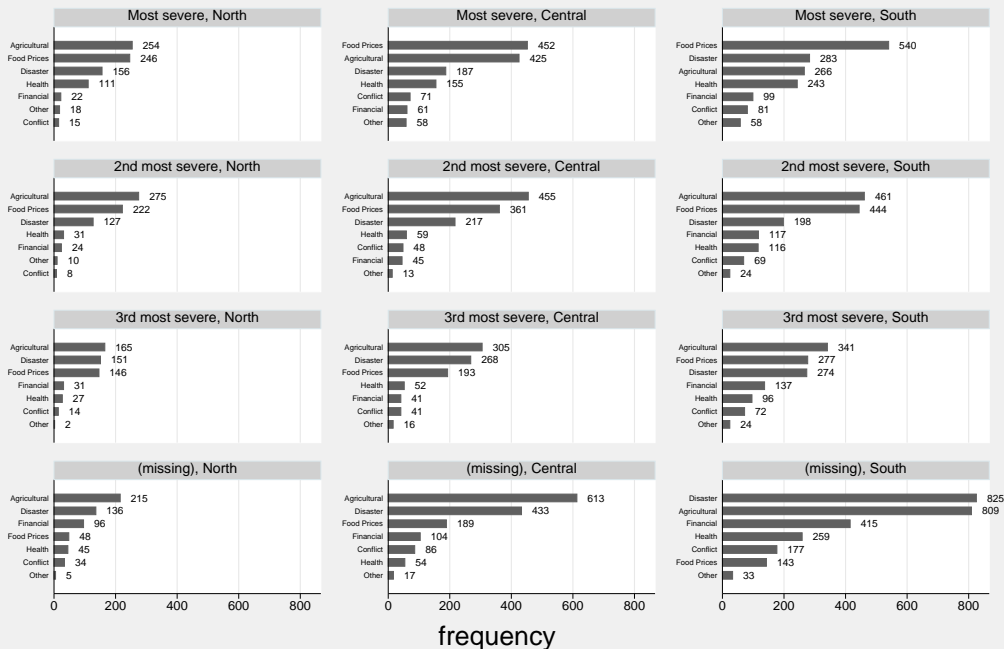 Most severe, North
Agricultural 254
Food Prices 246
Disaster 156
Health 111
Financial 22
Other 18
Conflict 15
Most severe, Central
Food Prices 452
Agricultural 425
Disaster 187
Health 155
Conflict 71
Financial 61
Other 58
Most severe, South
Food Prices 540
Disaster 283
Agricultural 266
Health 243
Financial 99
Conflict 81
Other 58
2nd most severe, North
Agricultural 275
Food Prices 222
Disaster 127
Health 31
Financial 24
Other 10
Conflict 8
2nd most severe, Central
Agricultural 455
Food Prices 361
Disaster 217
Health 59
Conflict 48
Financial 45
Other 13
2nd most severe, South
Agricultural 461
Food Prices 444
Disaster 198
Financial 117
Health 116
Conflict 69
Other 24
3rd most severe, North
Agricultural 165
Disaster 151
Food Prices 146
Financial 31
Health 27
Conflict 14
Other 2
3rd most severe, Central
Agricultural 305
Disaster 268
Food Prices 193
Health 52
Financial 41
Conflict 41
Other 16
3rd most severe, South
Agricultural 341
Food Prices 277
Disaster 274
Financial 137
Health 96
Conflict 72
Other 24
(missing), North
Agricultural 215
Disaster 136
Financial 96
Food Prices 48
Health 45
Conflict 34
Other 5
0 200 400 600 800
(missing), Central
Agricultural 613
Disaster 433
Food Prices 189
Financial 104
Conflict 86
Health 54
Other 17
0 200 400 600 800
(missing), South
Disaster 825
Agricultural 809
Financial 415
Health 259
Conflict 177
Food Prices 143
Other 33
0 200 400 600 800
frequency